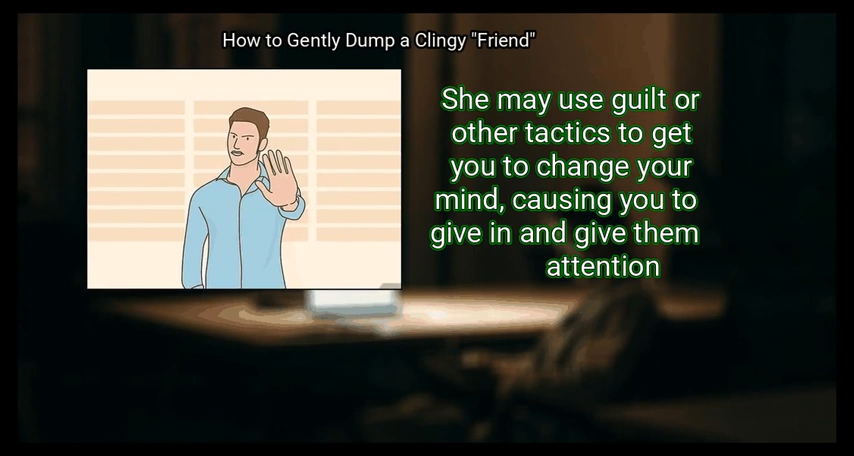 How to Gently Dump a Clingy "Friend"
She may use guilt or
other tactics to get
you to change your
mind, causing you to
give in and give them
attention